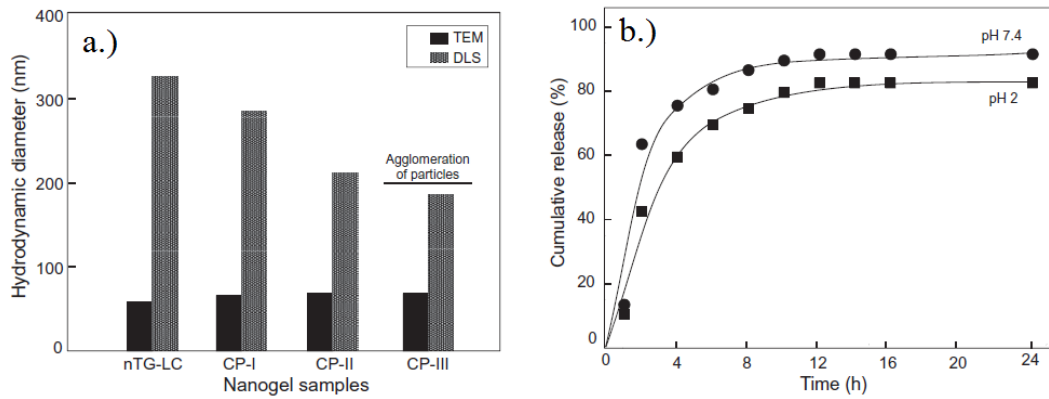 a.)
400
TEM
DLS
300
Hydrodynamic diameter (nm)
Agglomeration
of particles
200
100
0
nTG-LC CP-I CP-II CP-III
Nanogel samples
b.)
100
pH 7.4
80
pH 2
Cumulative release (%)
60
40
20
0
0 4 8 12 16 20 24
Time (h)